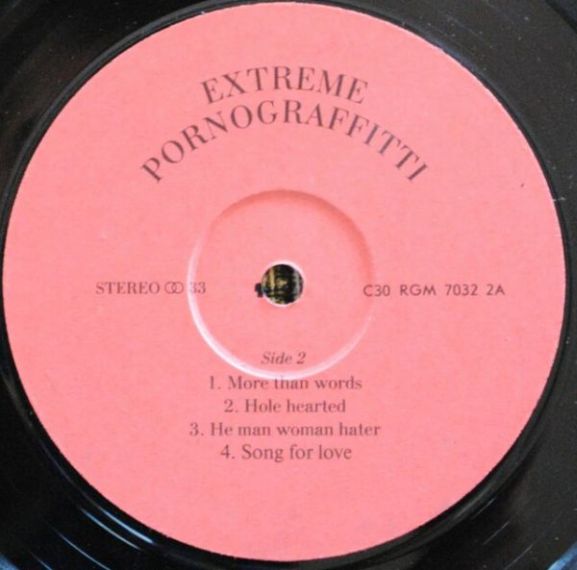 EXTREME
PORNOGRAFFITTI
STEREO 33
C30 RGM 7032 2A
Side 2
1. More than words
2. Hole hearted
3. He man woman hater
4. Song for love